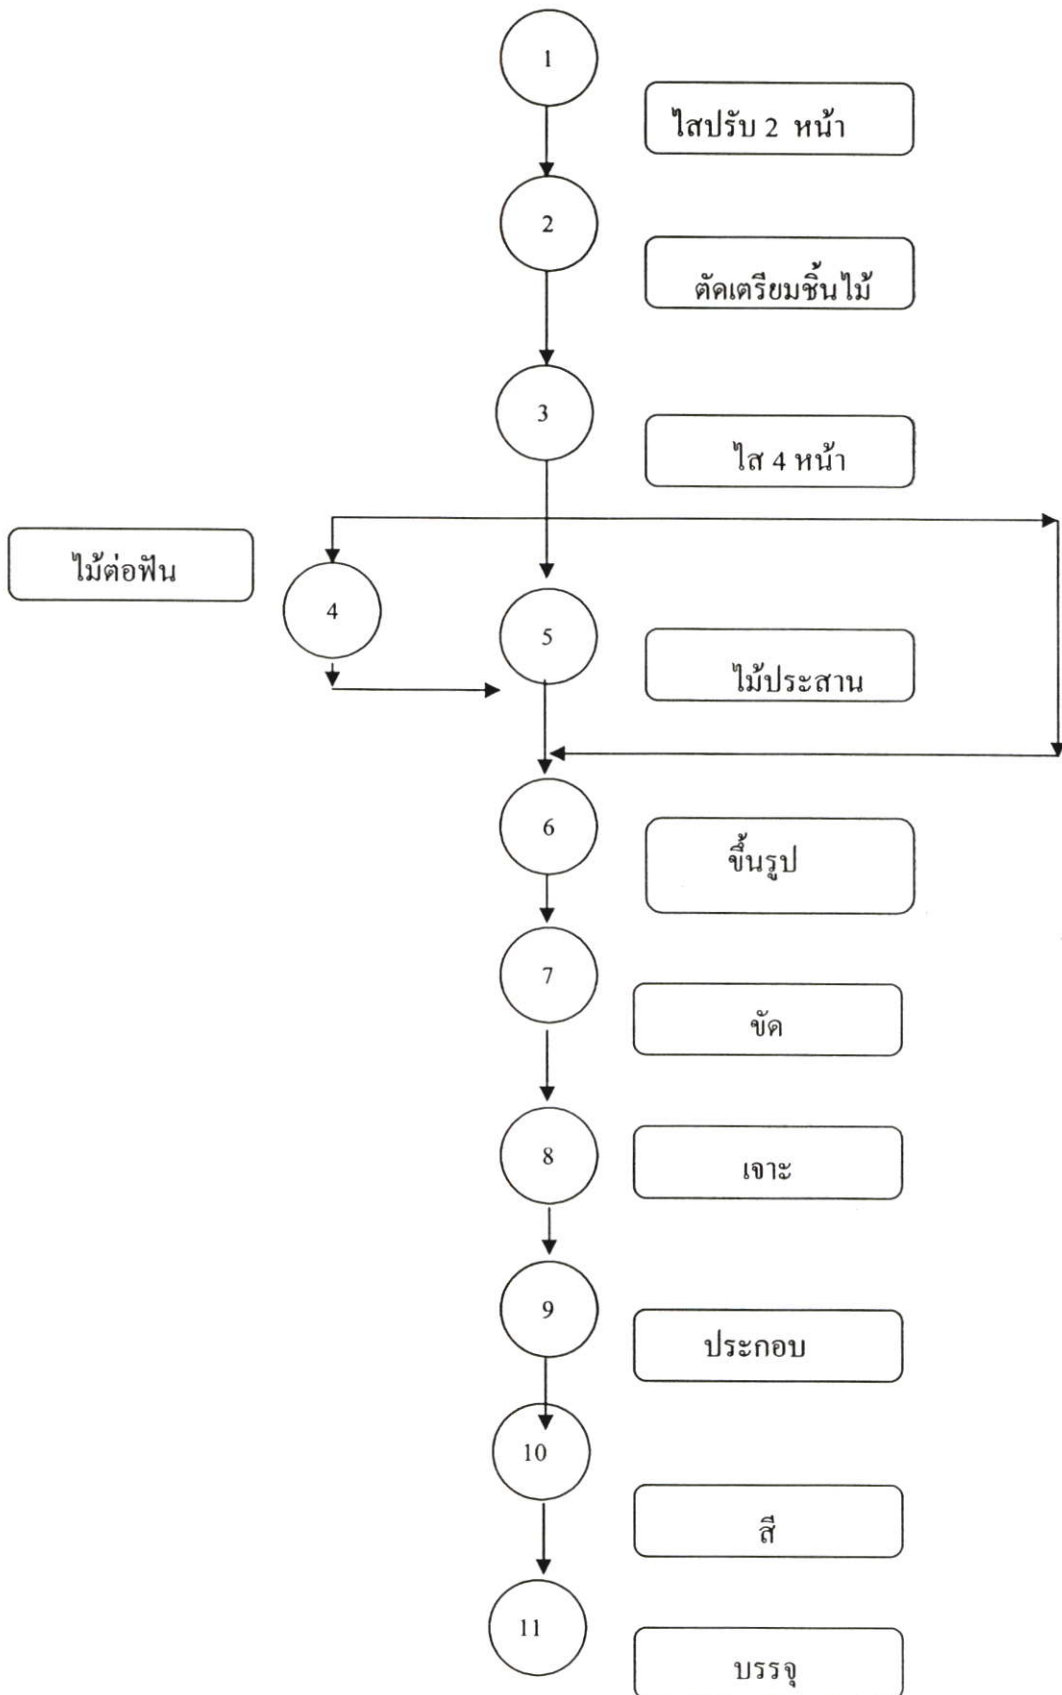 1
ไสปรับ 2 หน้า
2
ตัดเตรียมชิ้นไม้
3
ไส 4 หน้า
ไม้ต่อฟัน
4
5
ไม้ประสาน
6
ขึ้นรูป
7
ขัด
8
เจาะ
9
ประกอบ
10
สี
11
บรรจุ